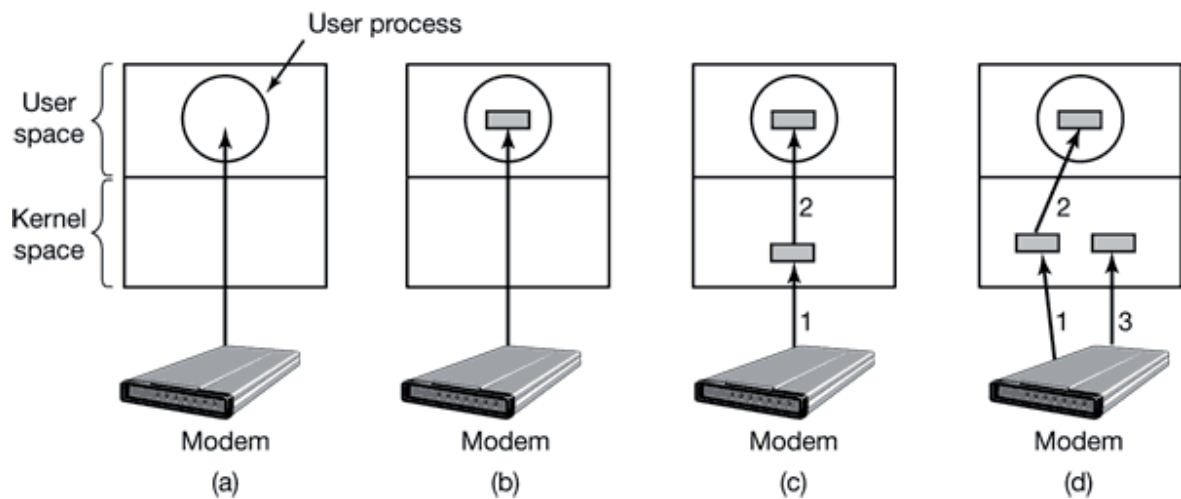 User process
User
space
Kernel
space
2
2
1
1
3
Modem
Modem
Modem
Modem
(a)
(b)
(c)
(d)